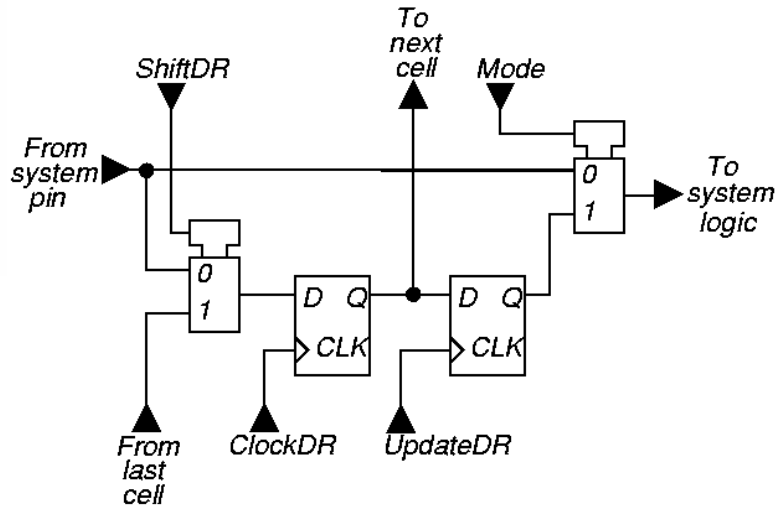 To
next
cell
ShiftDR
Mode
From
system
pin
0
1
To
system
logic
0
1
D Q
CLK
D Q
CLK
From
last
cell
ClockDR
UpdateDR